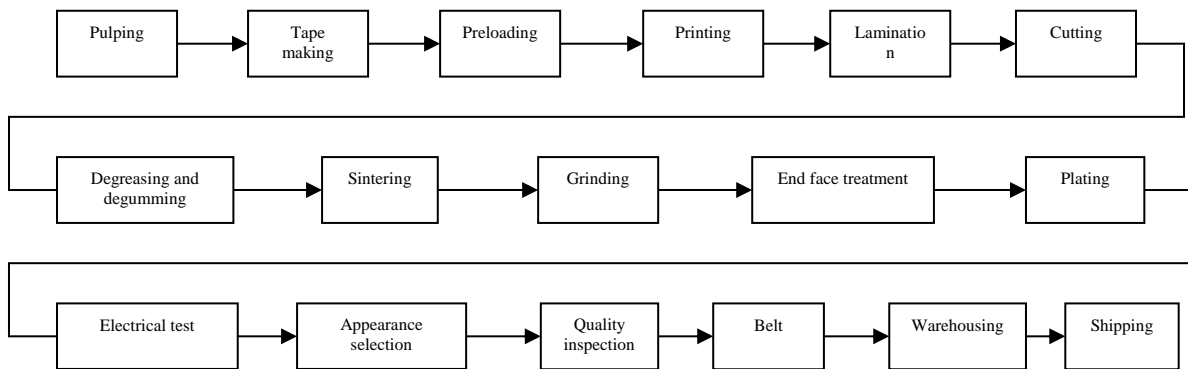 Pulping
Tape
making
Preloading
Printing
Laminatio
n
Cutting
Degreasing and
degumming
Sintering
Grinding
End face treatment
Plating
Electrical test
Appearance
selection
Quality
inspection
Belt
Warehousing
Shipping